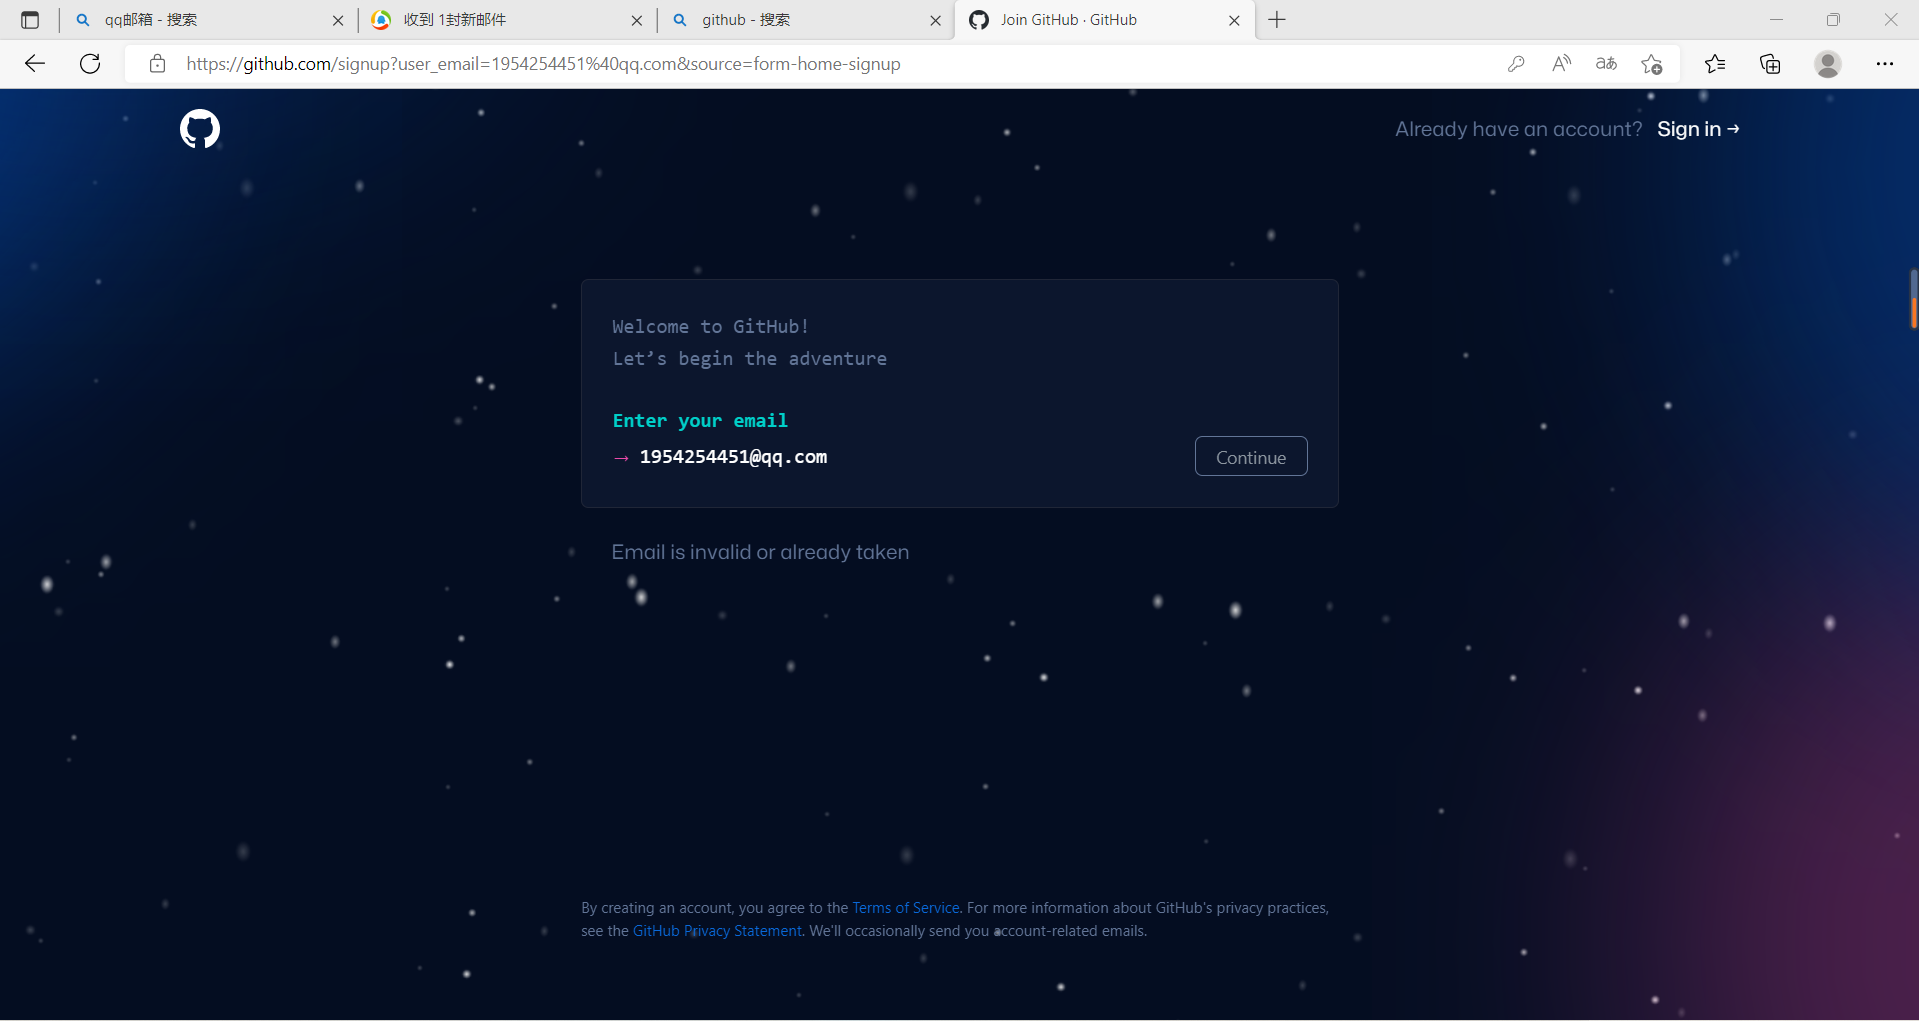 qq邮箱 - 搜索
收到 1封新邮件
github - 搜索
Join GitHub · GitHub
https://github.com/signup?user_email=1954254451%40qq.com&source=form-home-signup
Already have an account? Sign in →
Welcome to GitHub!
Let’s begin the adventure
Enter your email
→ 1954254451@qq.com
Continue
Email is invalid or already taken
By creating an account, you agree to the Terms of Service. For more information about GitHub's privacy practices,
see the GitHub Privacy Statement. We'll occasionally send you account-related emails.